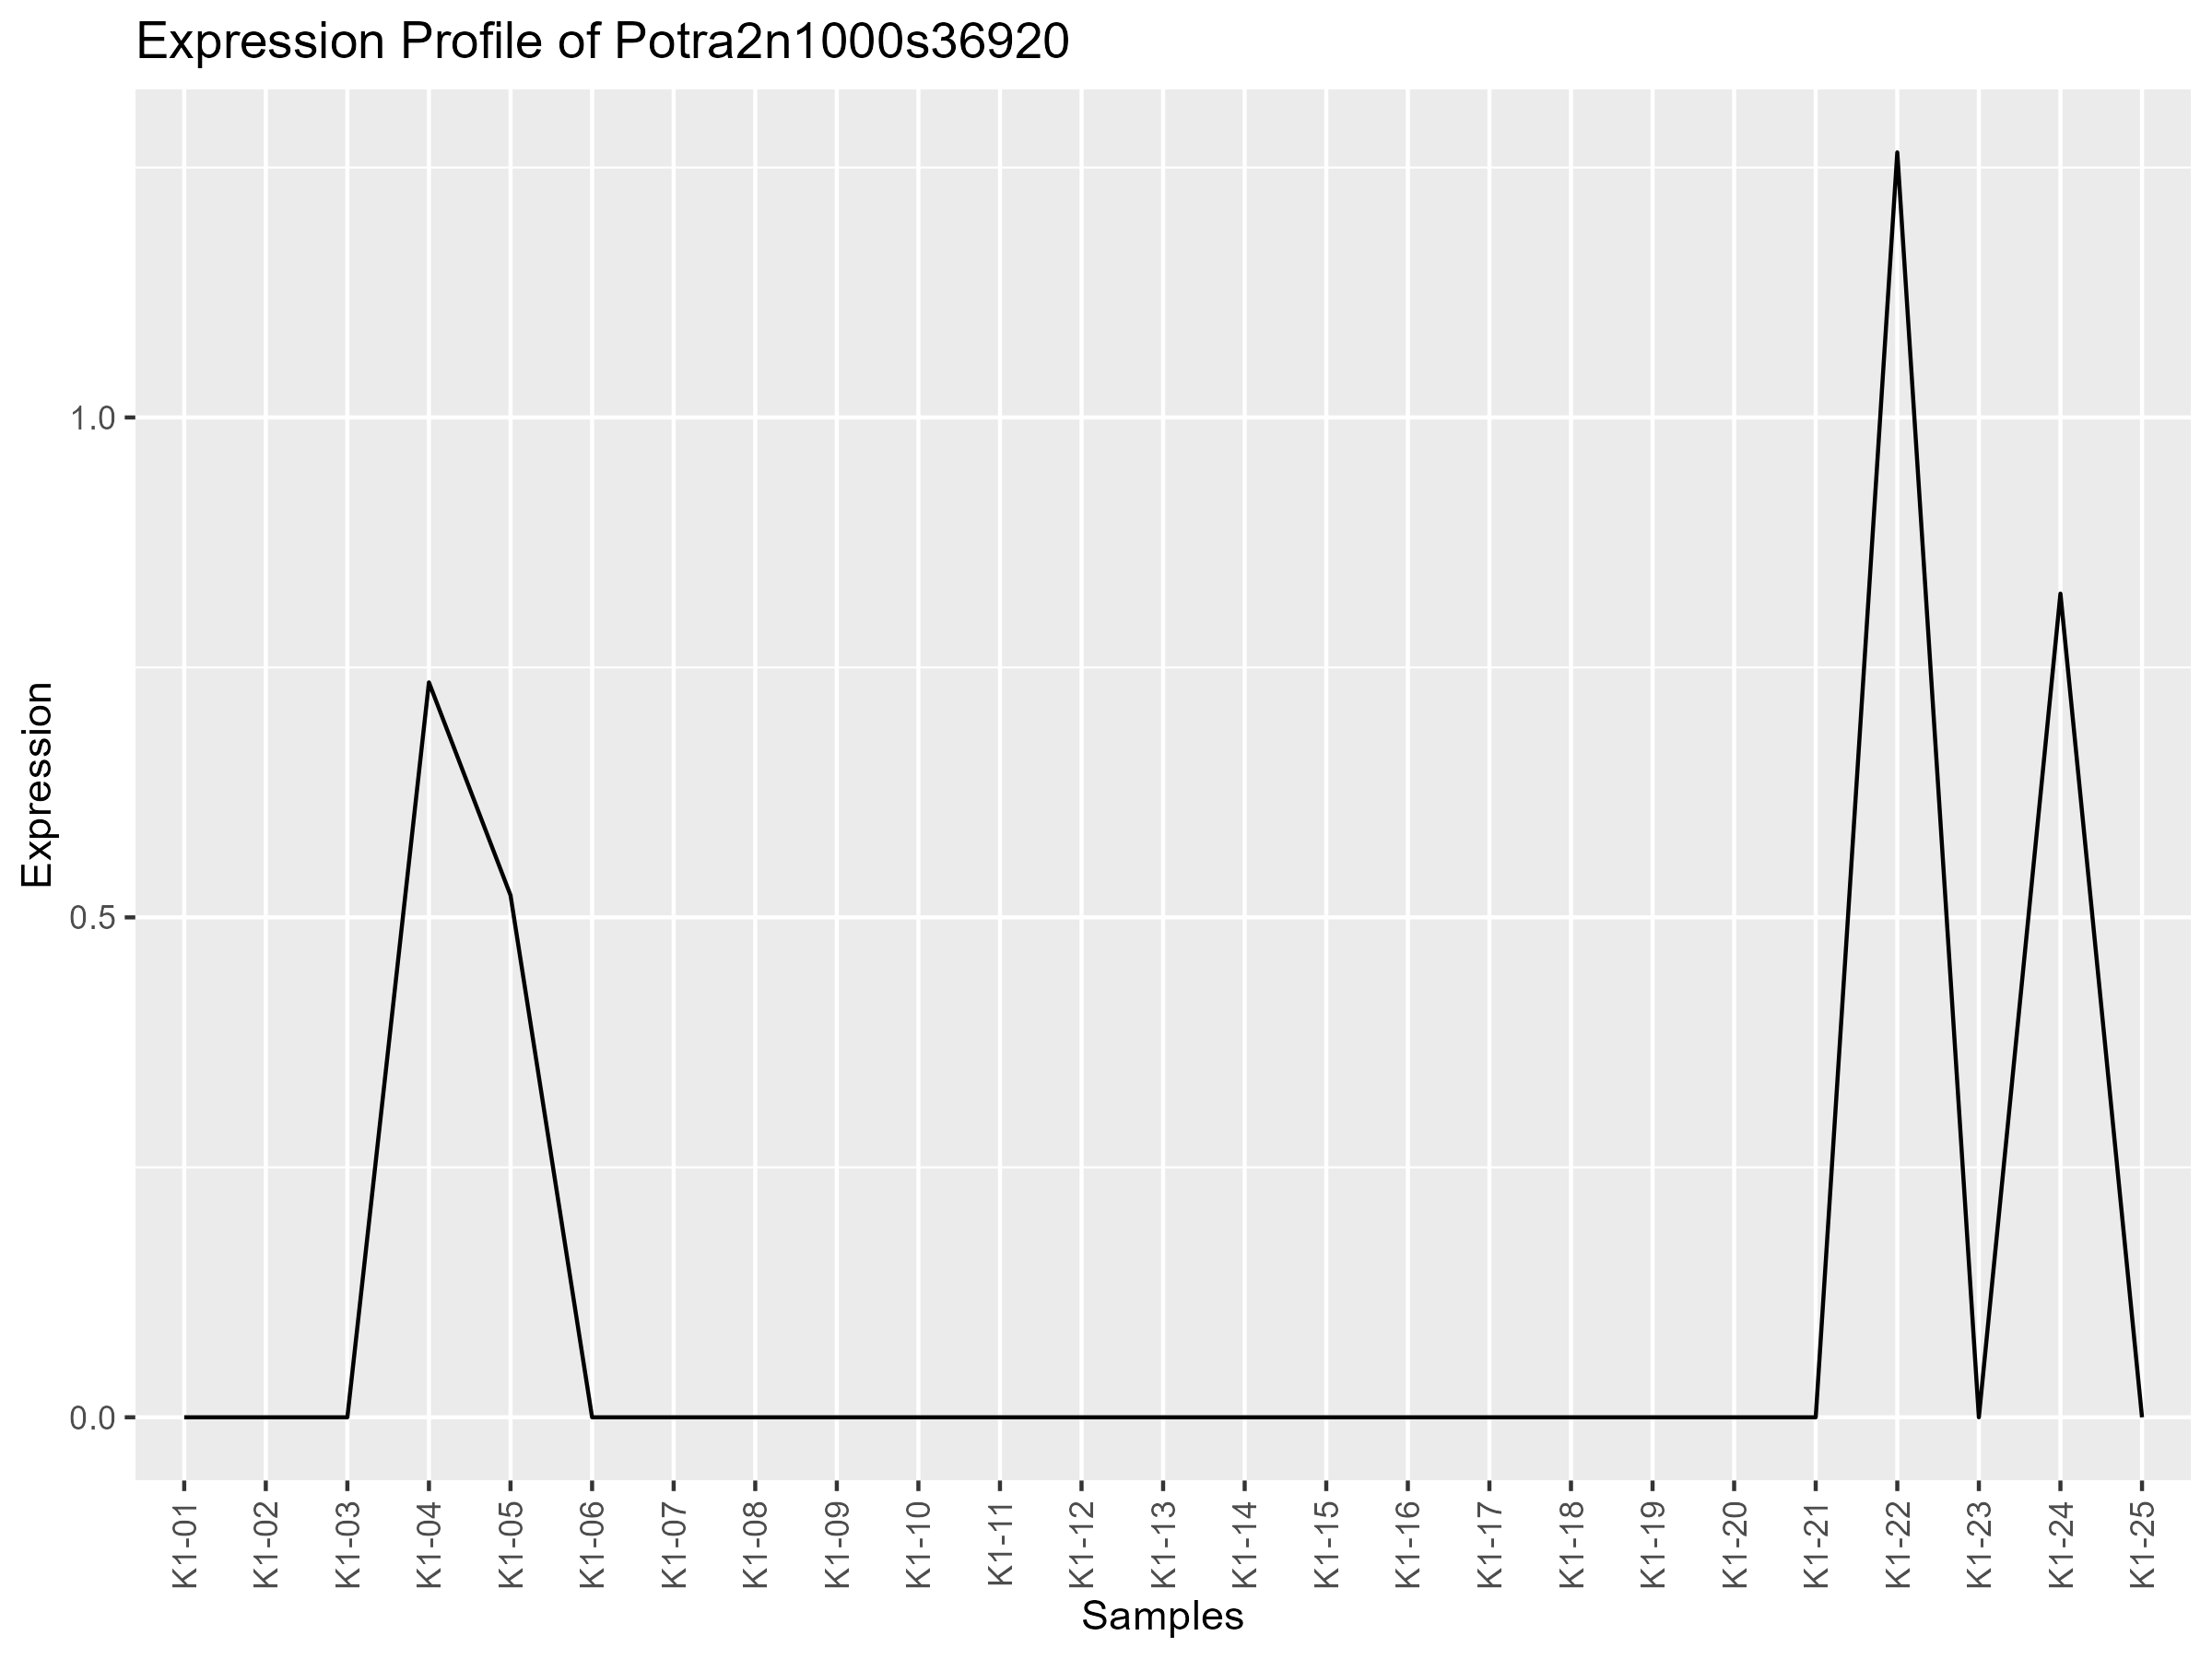 Expression Profile of Potra2n1000s36920
Expression
1.0
0.5
0.0
K1-01
K1-02
K1-03
K1-04
K1-05
K1-06
K1-07
K1-08
K1-09
K1-10
K1-11
K1-12
K1-13
K1-14
K1-15
K1-16
K1-17
K1-18
K1-19
K1-20
K1-21
K1-22
K1-23
K1-24
K1-25
Samples